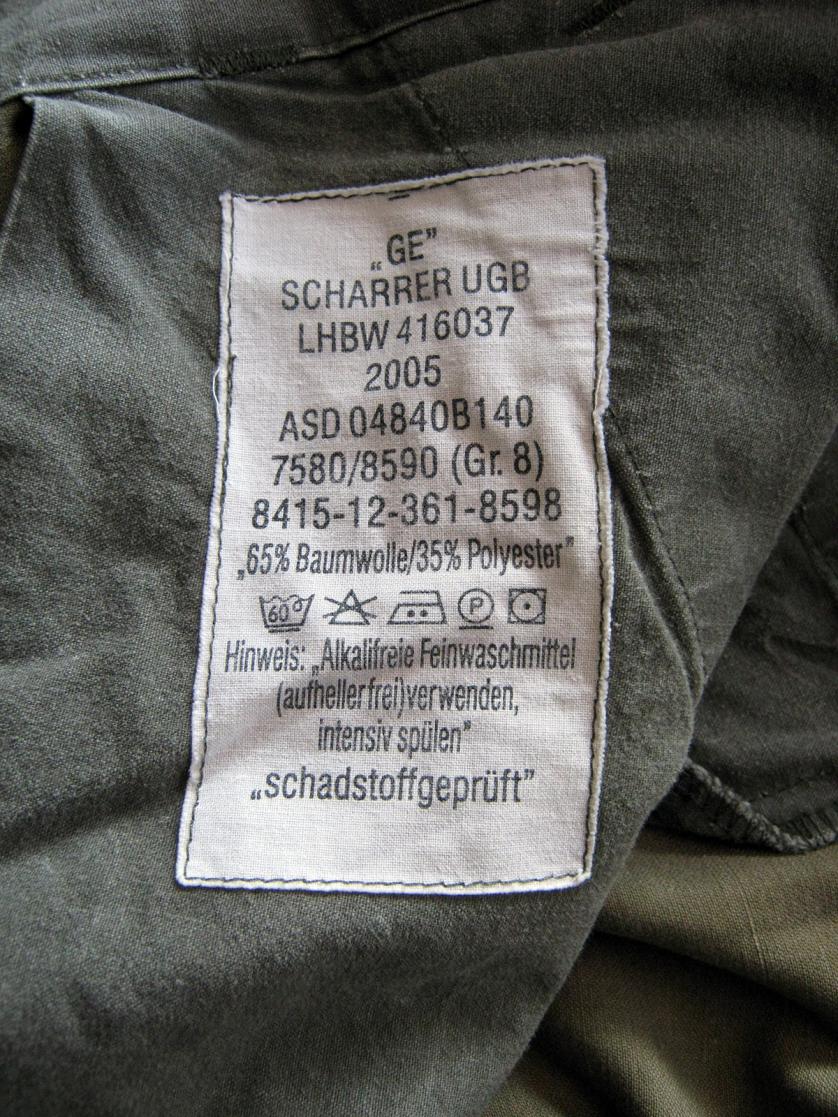 „GE”
SCHARRER UGB
LHBW 416037
2005
ASD 04840B140
7580/8590 (Gr. 8)
8415-12-361-8598
„65% Baumwolle/35% Polyester”
60 P
Hinweis: „Alkalifreie Feinwaschmittel
(aufhellerfrei)verwenden,
intensiv spülen”
„schadstoffgeprüft”